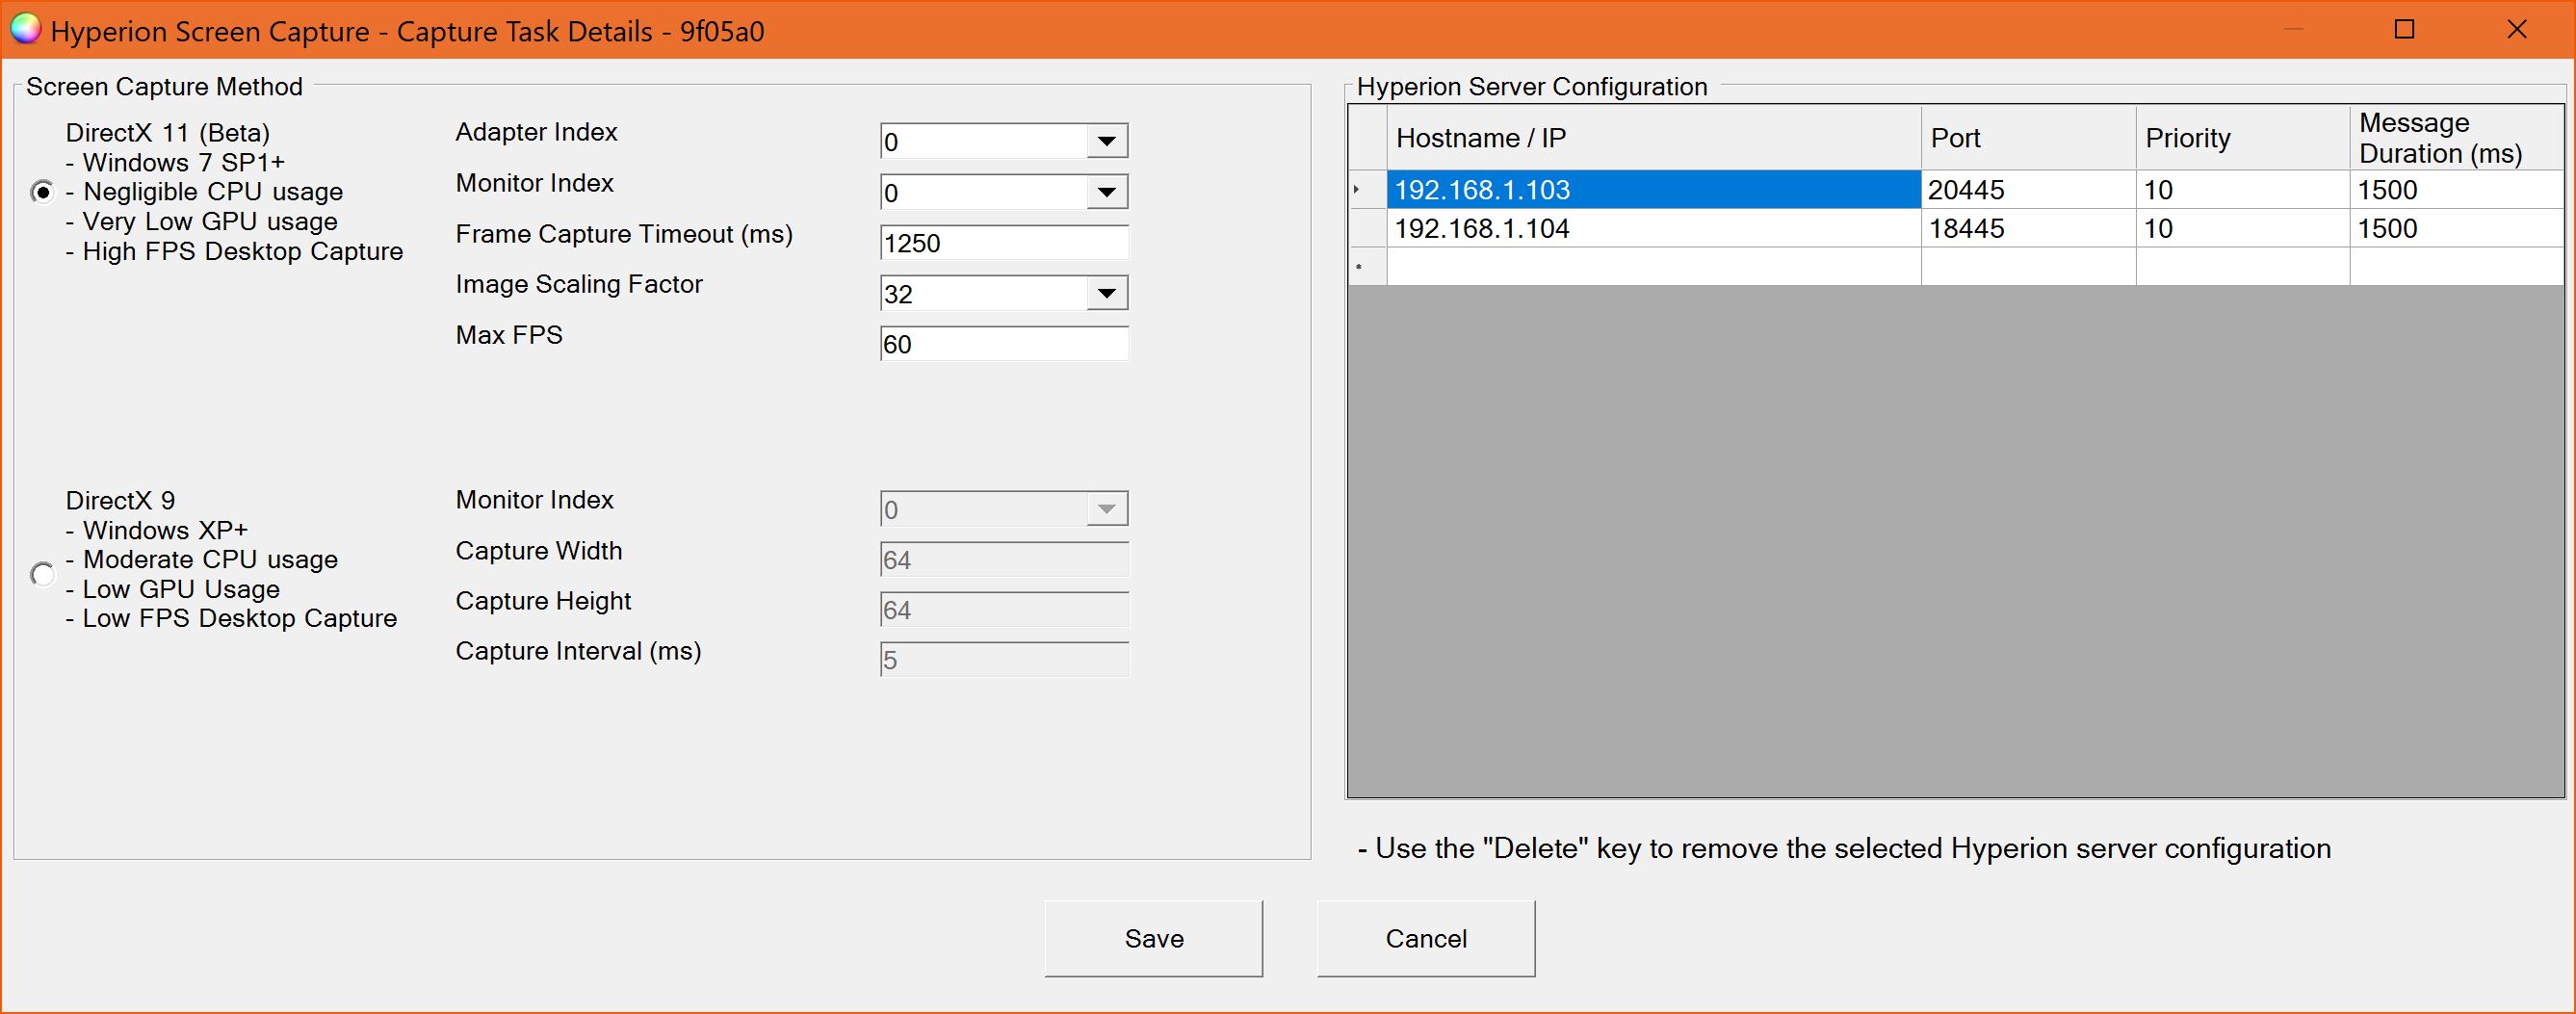 Hyperion Screen Capture - Capture Task Details - 9f05a0
Screen Capture Method
DirectX 11 (Beta)
- Windows 7 SP1+
- Negligible CPU usage
- Very Low GPU usage
- High FPS Desktop Capture
Adapter Index
0
Monitor Index
0
Frame Capture Timeout (ms)
1250
Image Scaling Factor
32
Max FPS
60
DirectX 9
- Windows XP+
- Moderate CPU usage
- Low GPU Usage
- Low FPS Desktop Capture
Monitor Index
0
Capture Width
64
Capture Height
64
Capture Interval (ms)
5
Hyperion Server Configuration
Hostname / IP Port Priority Message
Duration (ms)
192.168.1.103 20445 10 1500
192.168.1.104 18445 10 1500
- Use the "Delete" key to remove the selected Hyperion server configuration
Save Cancel